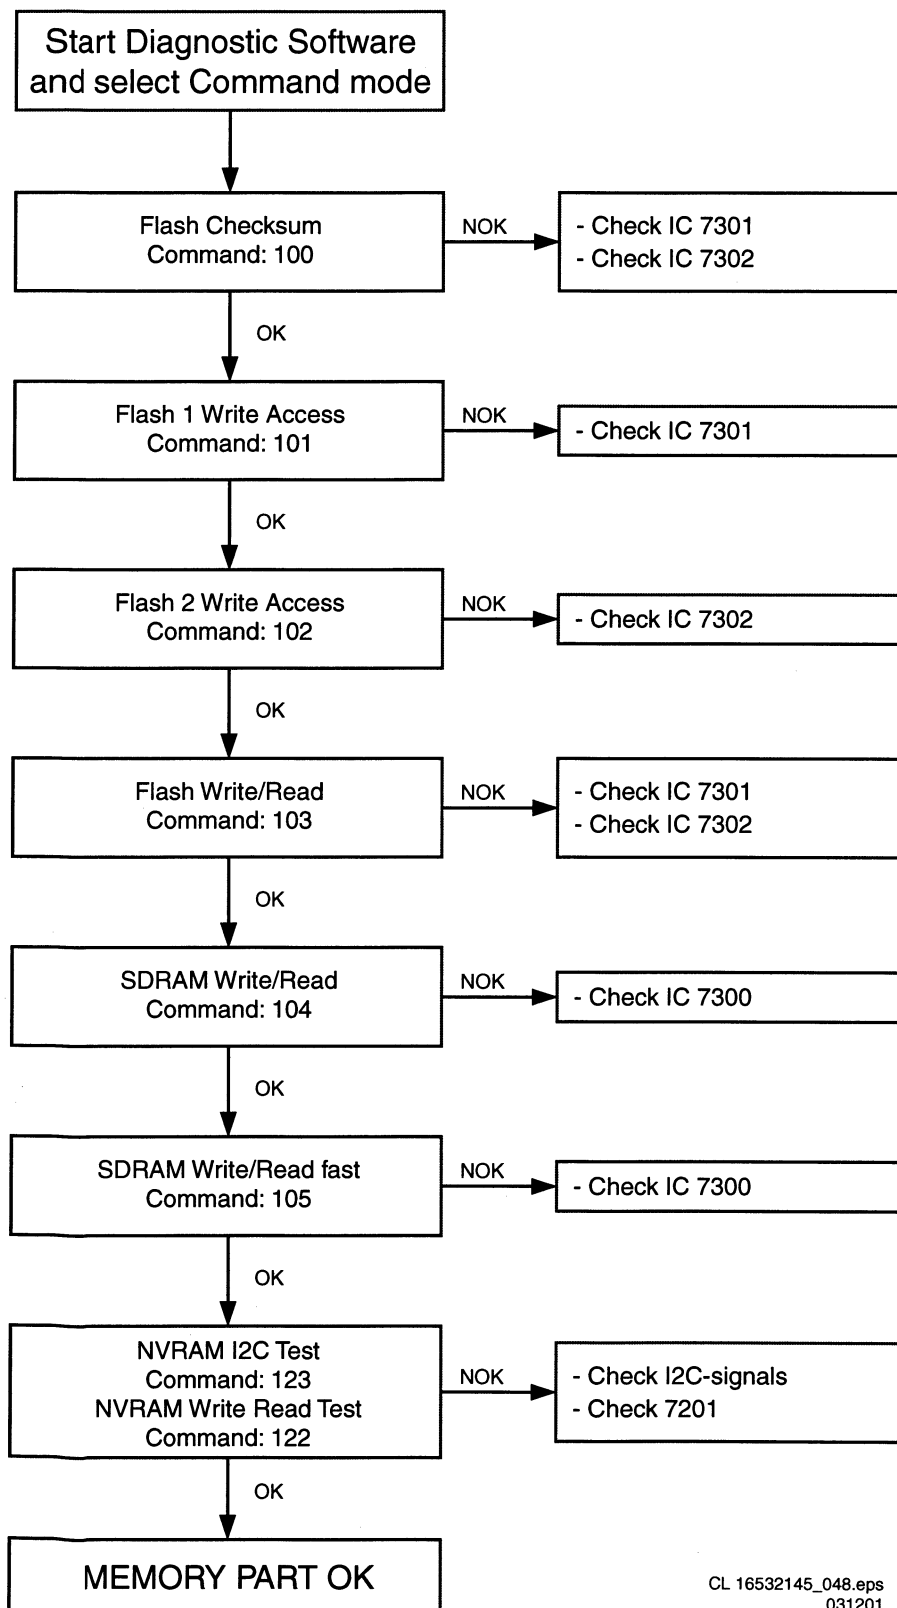 Start Diagnostic Software
and select Command mode
Flash Checksum
Command: 100
NOK
- Check IC 7301
- Check IC 7302
OK
Flash 1 Write Access
Command: 101
NOK
- Check IC 7301
OK
Flash 2 Write Access
Command: 102
NOK
- Check IC 7302
OK
Flash Write/Read
Command: 103
NOK
- Check IC 7301
- Check IC 7302
OK
SDRAM Write/Read
Command: 104
NOK
- Check IC 7300
OK
SDRAM Write/Read fast
Command: 105
NOK
- Check IC 7300
OK
NVRAM I2C Test
Command: 123
NVRAM Write Read Test
Command: 122
NOK
- Check I2C-signals
- Check 7201
OK
MEMORY PART OK
CL 16532145_048.eps
031201